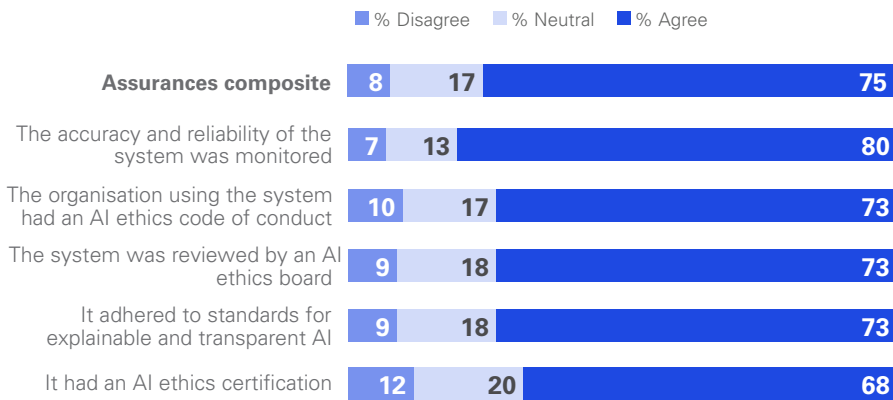 % Disagree % Neutral % Agree
Assurances composite 8 17 75
The accuracy and reliability of the
system was monitored 7 13 80
The organisation using the system
had an AI ethics code of conduct 10 17 73
The system was reviewed by an AI
ethics board 9 18 73
It adhered to standards for
explainable and transparent AI 9 18 73
It had an AI ethics certification 12 20 68